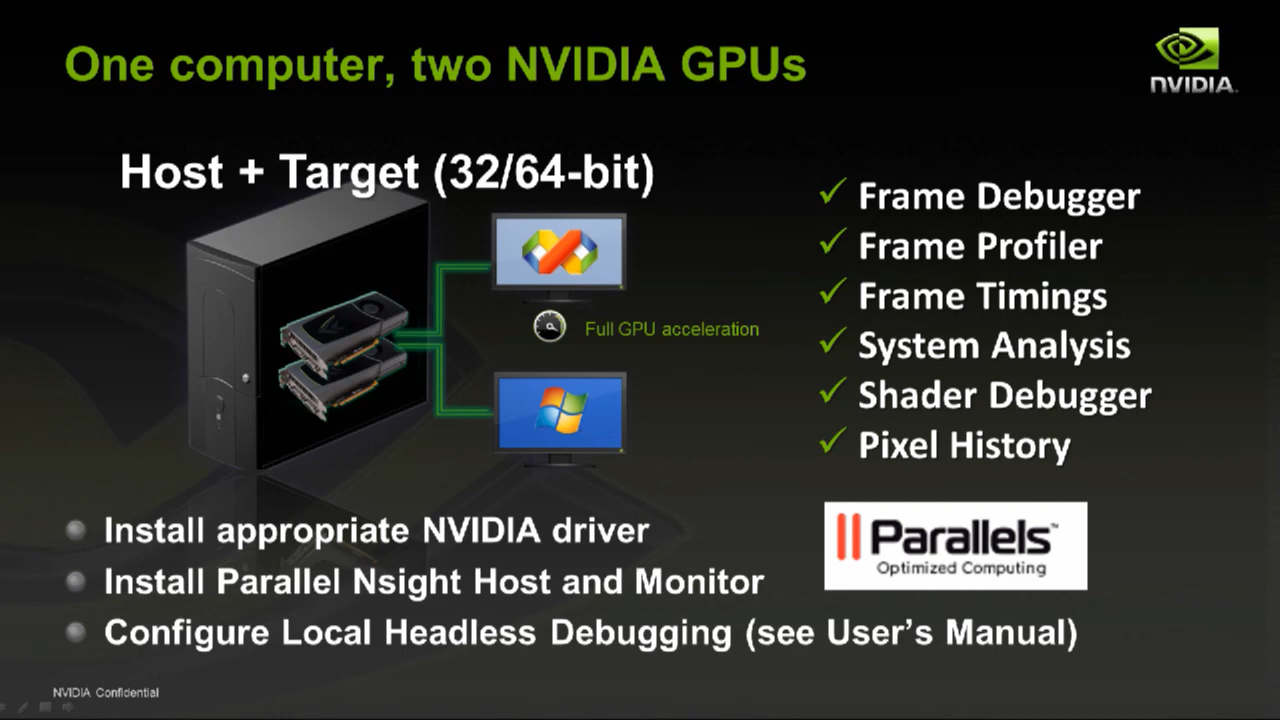 One computer, two NVIDIA GPUs
NVIDIA
Host + Target (32/64-bit)
Full GPU acceleration
✓ Frame Debugger
✓ Frame Profiler
✓ Frame Timings
✓ System Analysis
✓ Shader Debugger
✓ Pixel History
Parallels™
Optimized Computing
Install appropriate NVIDIA driver
Install Parallel Nsight Host and Monitor
Configure Local Headless Debugging (see User's Manual)
NVIDIA Confidential